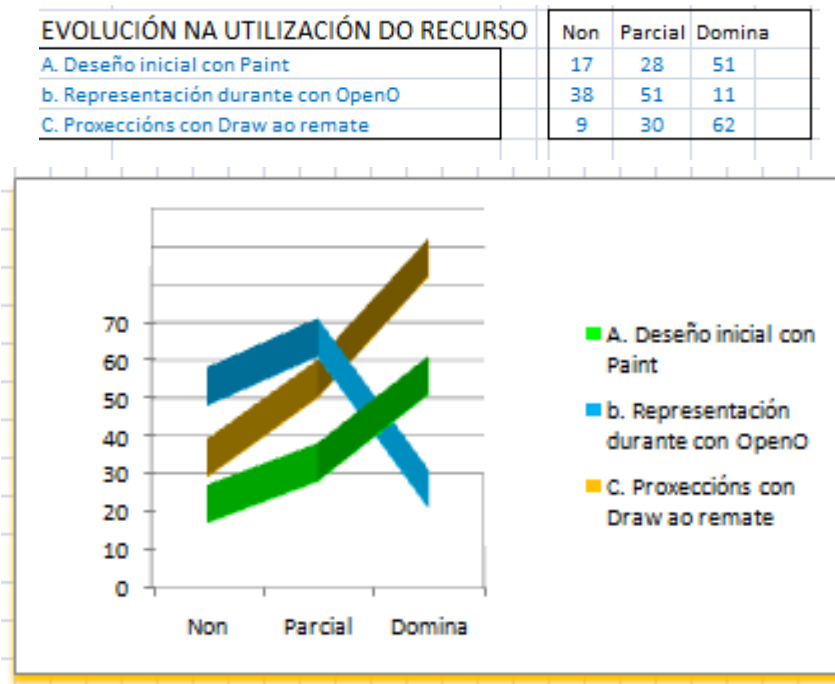 EVOLUCIÓN NA UTILIZACIÓN DO RECURSO Non Parcial Domina
A. Deseño inicial con Paint 17 28 51
b. Representación durante con OpenO 38 51 11
C. Proxeccións con Draw ao remate 9 30 62
70
60
50
40
30
20
10
0
Non Parcial Domina
A. Deseño inicial con
Paint
b. Representación
durante con OpenO
C. Proxeccións con
Draw ao remate